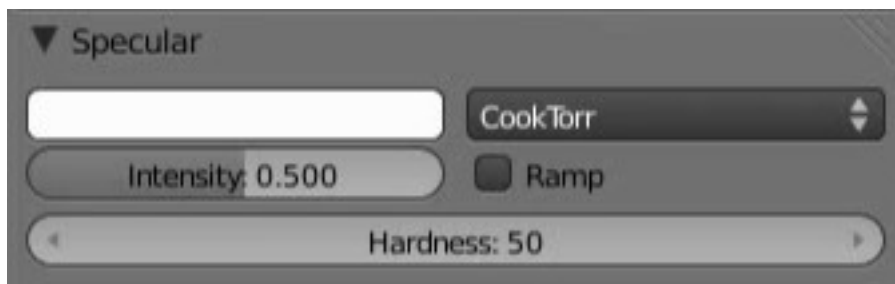 Specular
CookTorr
Intensity: 0.500
Ramp
Hardness: 50